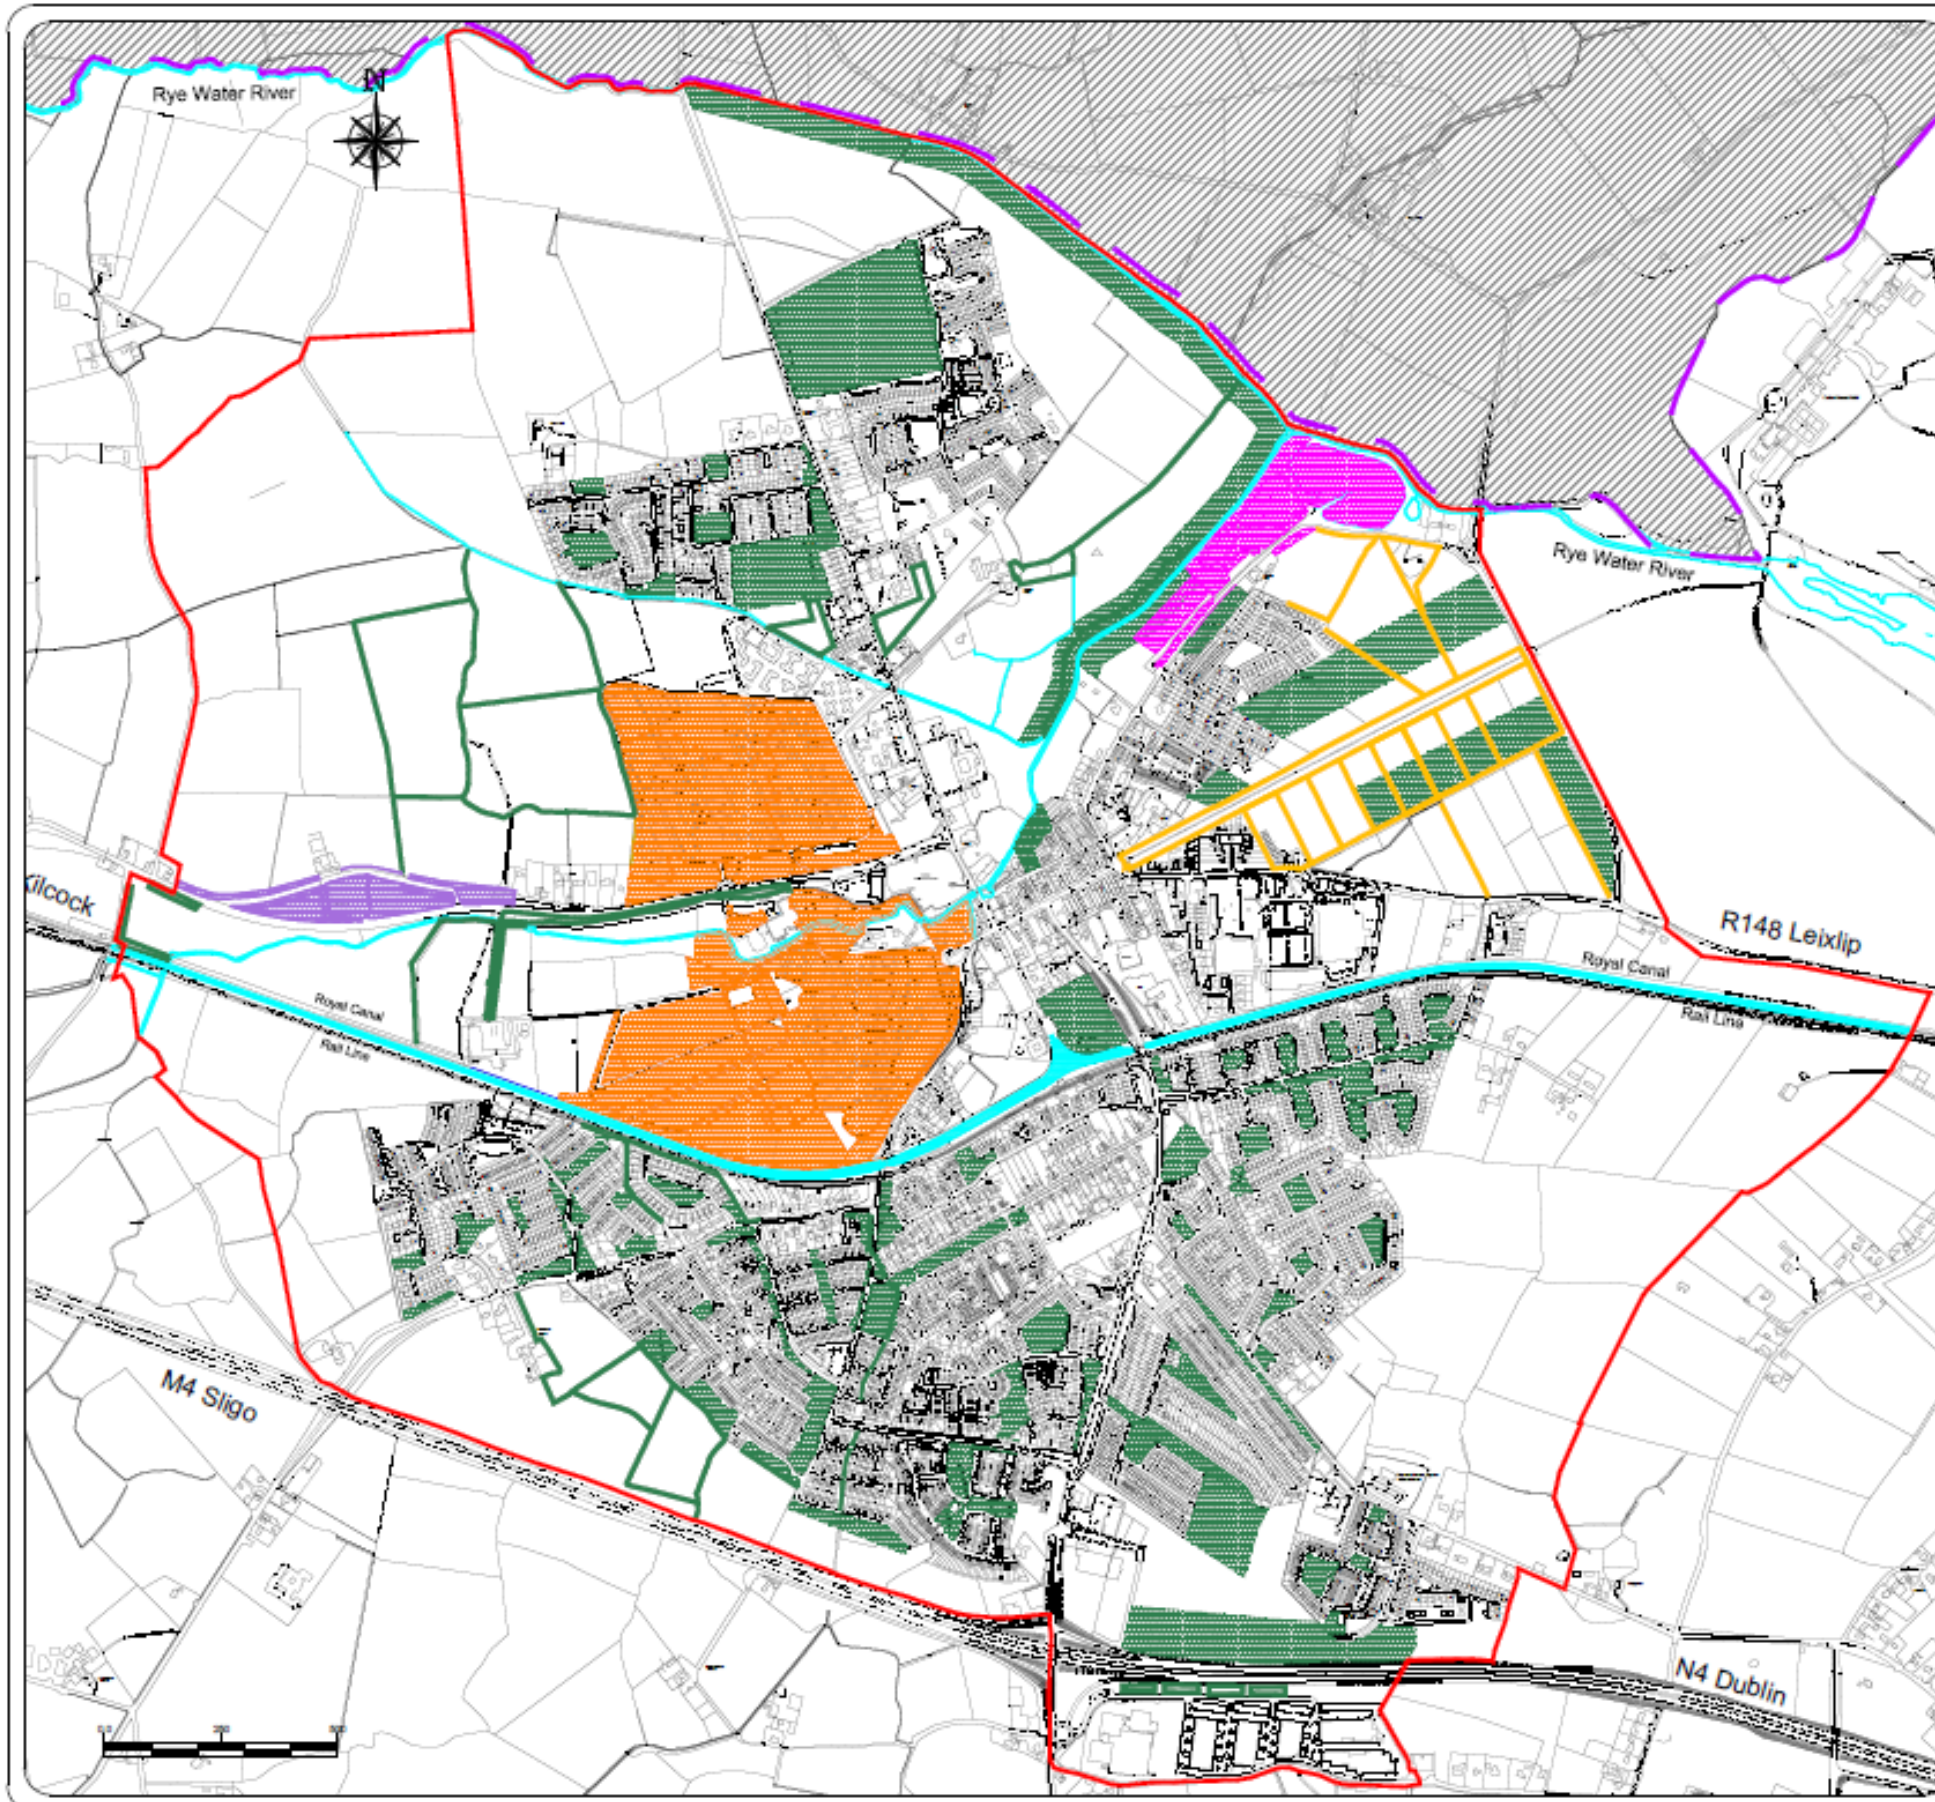 N
Rye Water River
Rye Water River
Kilcock
R148 Leixlip
Royal Canal
Rail Line
Royal Canal
Rail Line
M4 Sligo
N4 Dublin